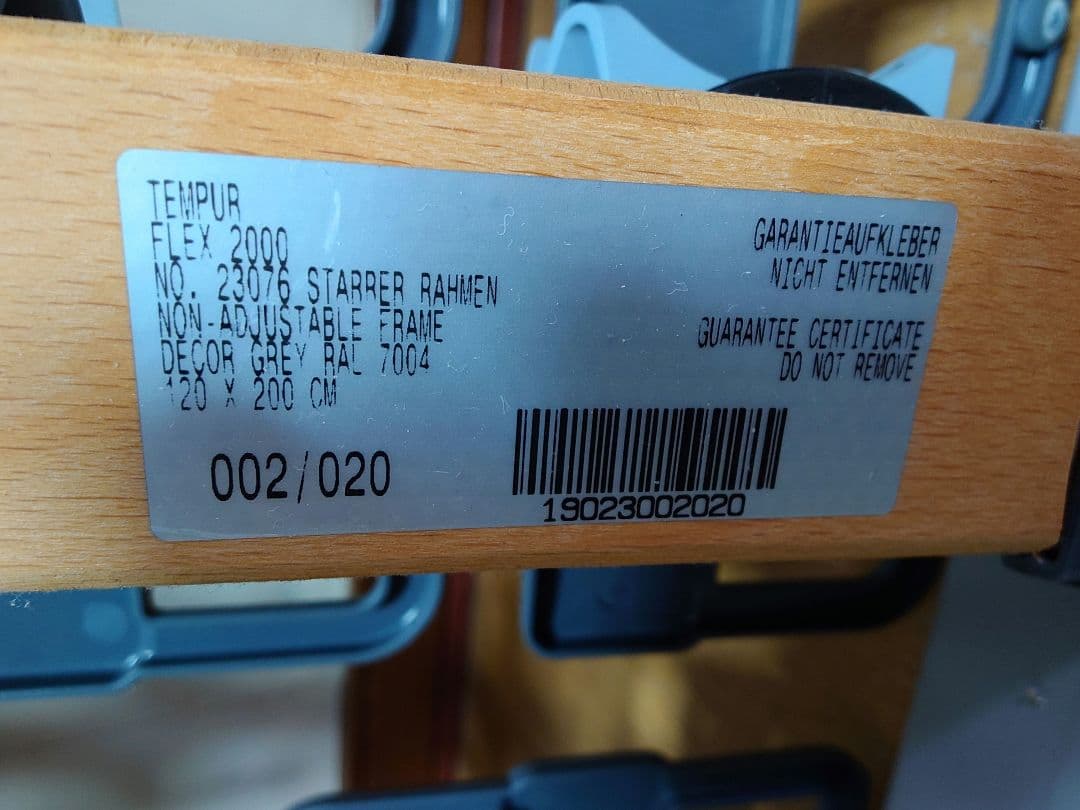 TEMPUR
FLEX 2000
NO. 23076 STARRER RAHMEN
NON-ADJUSTABLE FRAME
DECOR GREY RAL 7004
120 X 200 CM
002/020
GARANTIEAUFKLEBER
NICHT ENTFERNEN
GUARANTEE CERTIFICATE
DO NOT REMOVE
19023002020